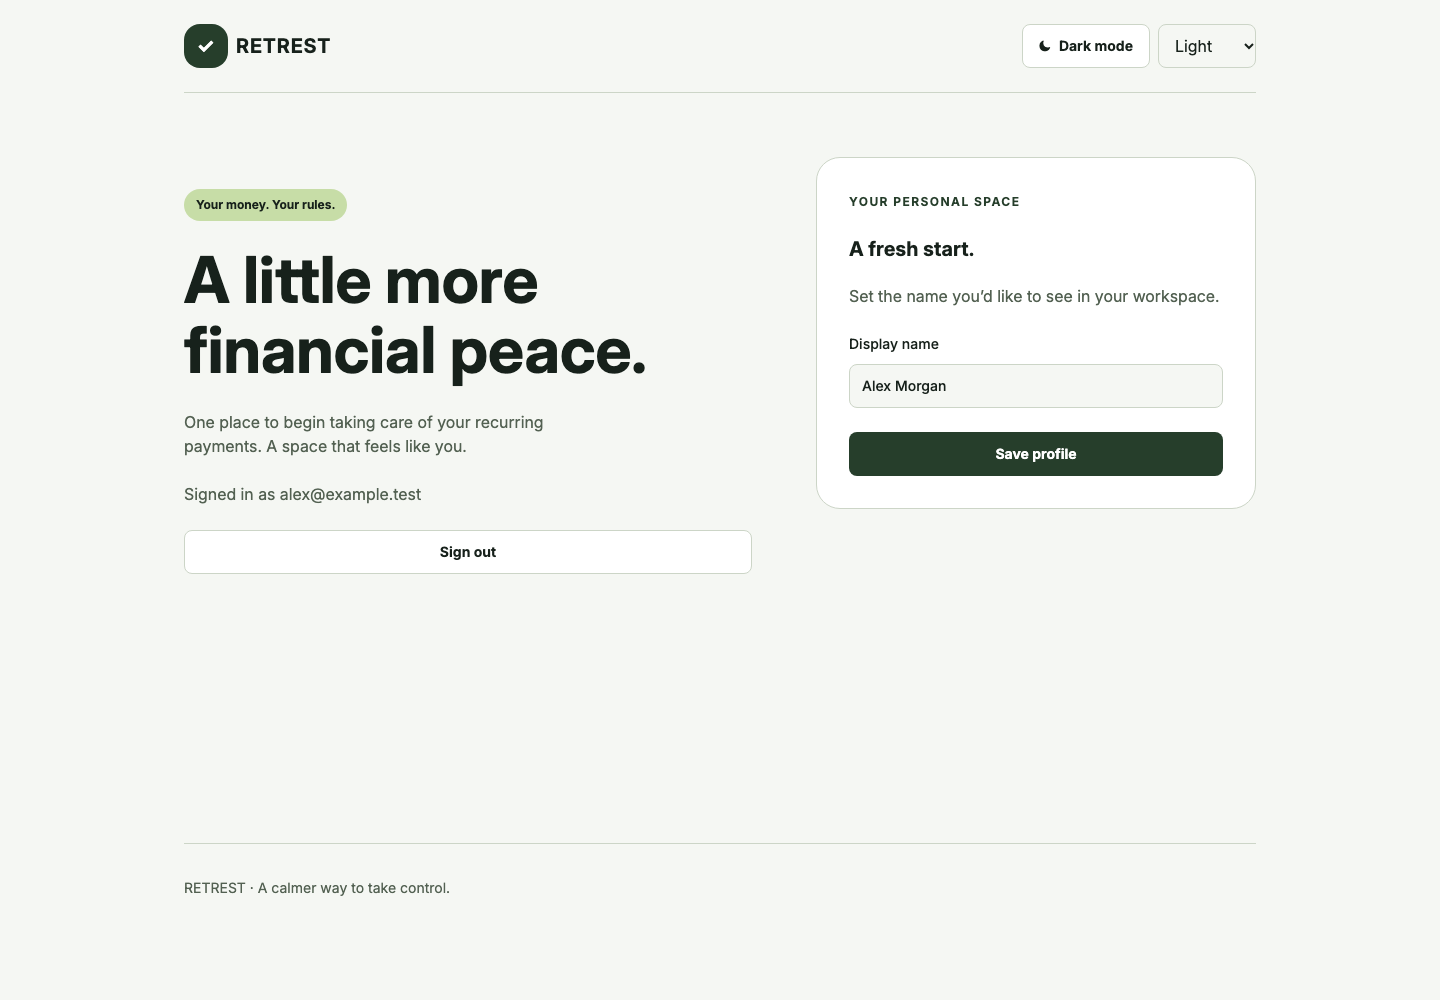 RETREST
Dark mode
Light
Your money. Your rules.
A little more
financial peace.
One place to begin taking care of your recurring
payments. A space that feels like you.
Signed in as alex@example.test
Sign out
YOUR PERSONAL SPACE
A fresh start.
Set the name you’d like to see in your workspace.
Display name
Alex Morgan
Save profile
RETREST · A calmer way to take control.